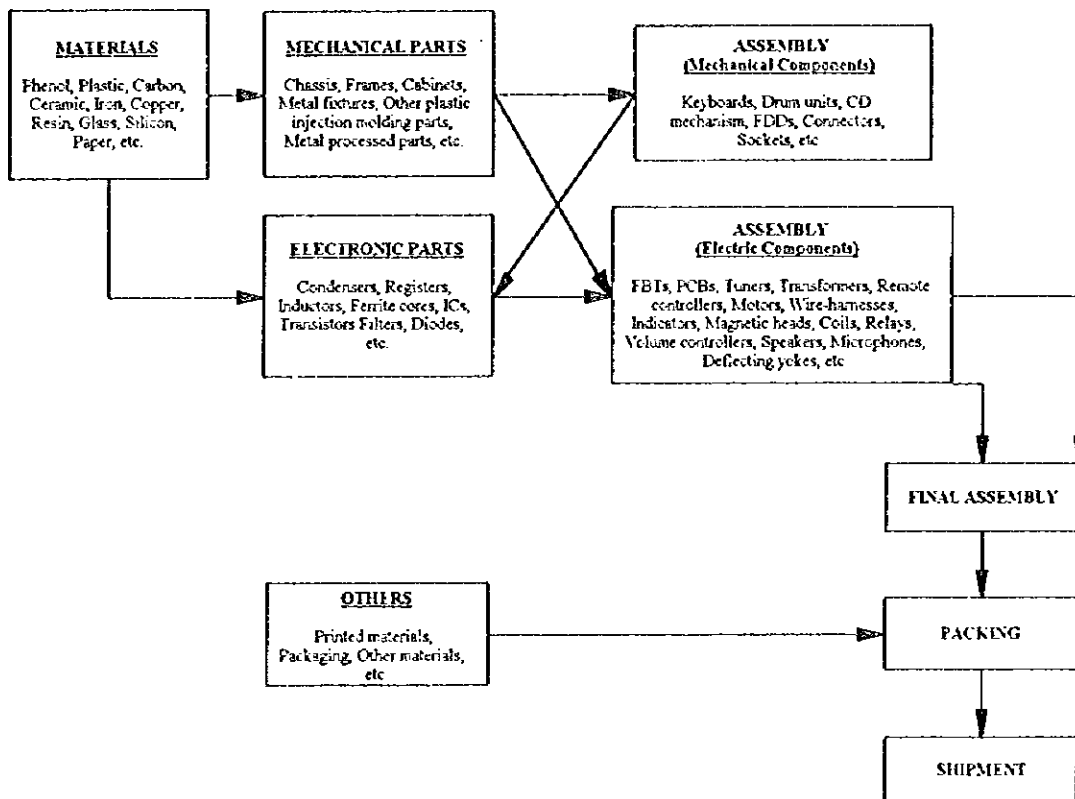 MATERIALS
Phenol, Plastic, Carbon,
Ceramic, Iron, Copper,
Resin, Glass, Silicon,
Paper, etc.
MECHANICAL PARTS
Chassis, Frames, Cabinets,
Metal fixtures, Other plastic
injection molding parts,
Metal processed parts, etc.
ASSEMBLY
(Mechanical Components)
Keyboards, Drum units, CD
mechanism, FDDs, Connectors,
Sockets, etc
ELECTRONIC PARTS
Condensers, Registers,
Inductors, Ferrite cores, ICs,
Transistors Falters, Diodes,
etc.
ASSEMBLY
(Electric Components)
FBTs, PCBs, Tuners, Transformers, Remote
controllers, Motors, Wire-harnesses,
Indicators, Magnetic heads, Coils, Relays,
Volume controllers, Speakers, Microphones,
Deflecting yokes, etc
FINAL ASSEMBLY
OTHERS
Printed materials,
Packaging, Other materials,
etc
PACKING
SHIPMENT